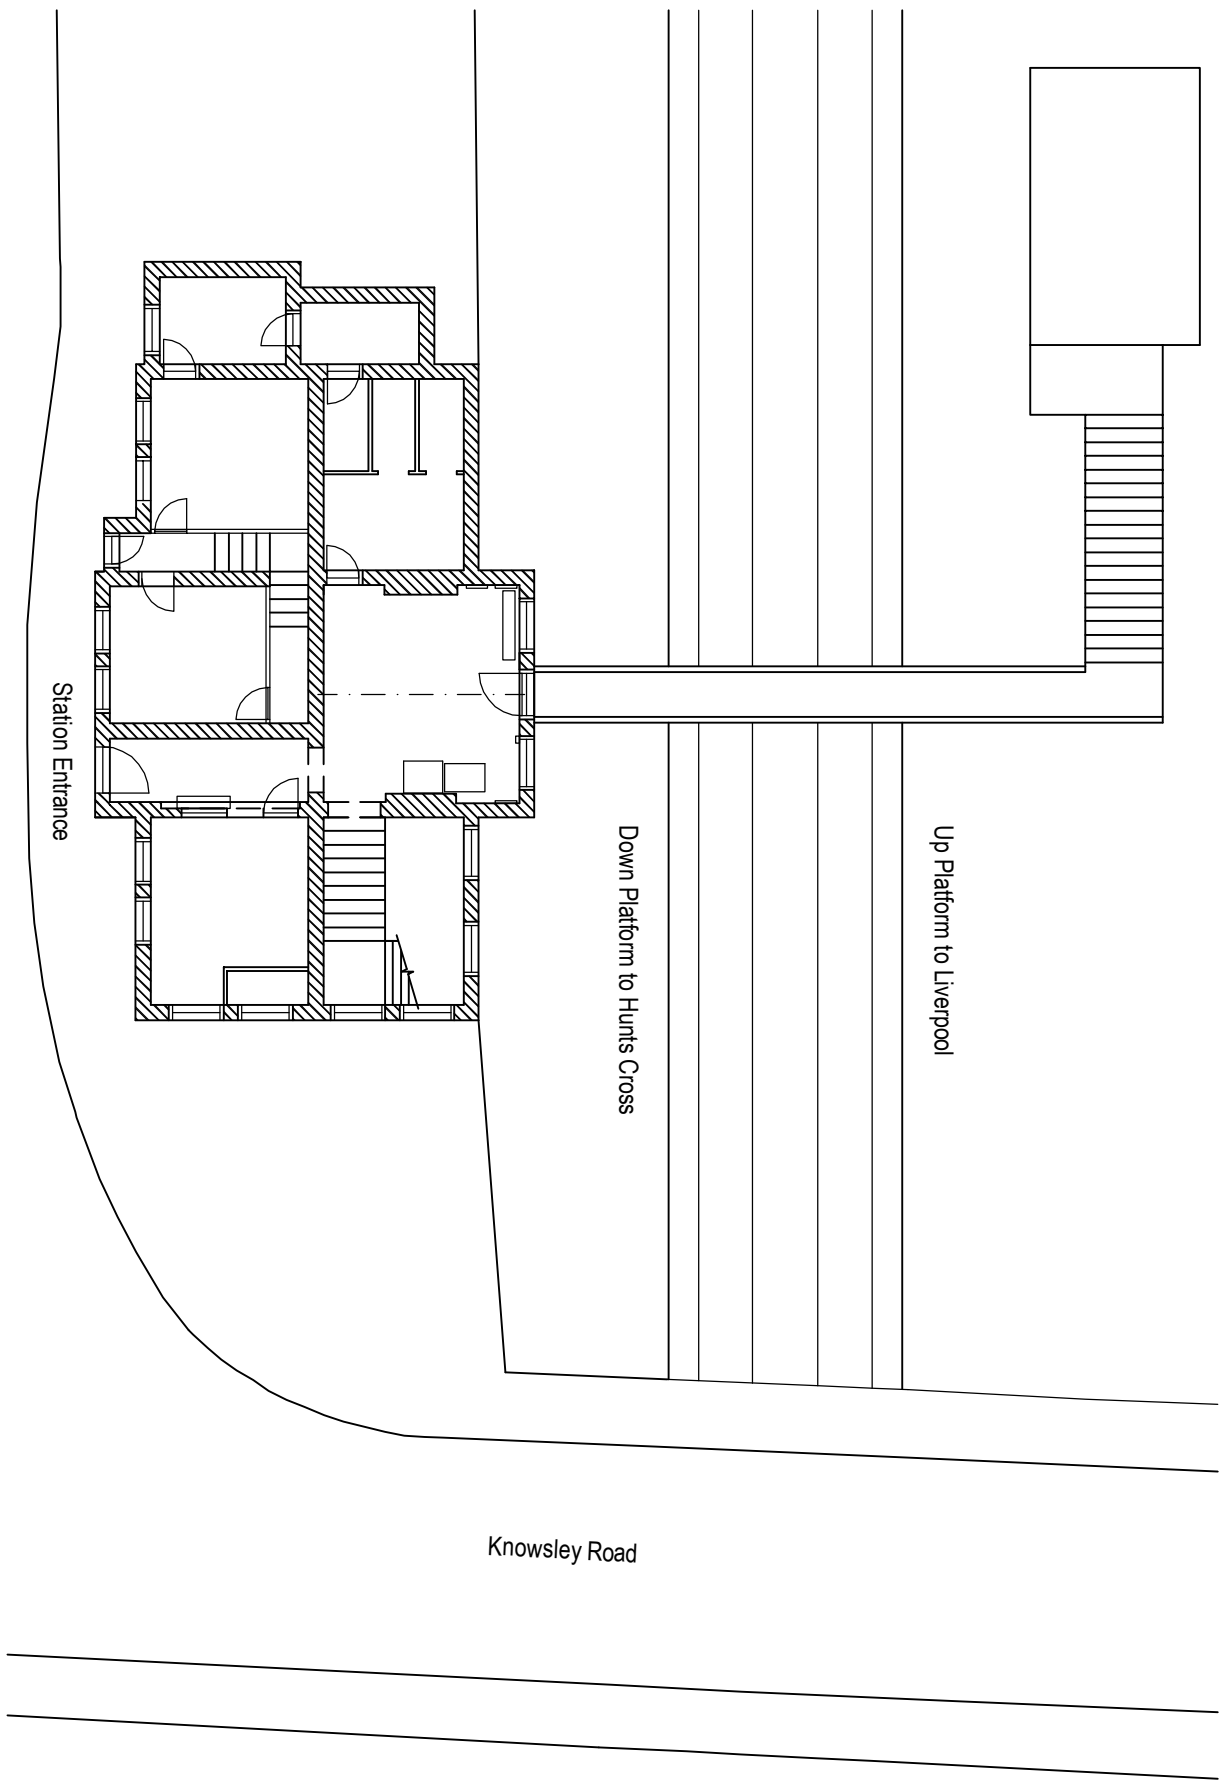 Station Entrance
Down Platform to Hunts Cross
Up Platform to Liverpool
Knowsley Road